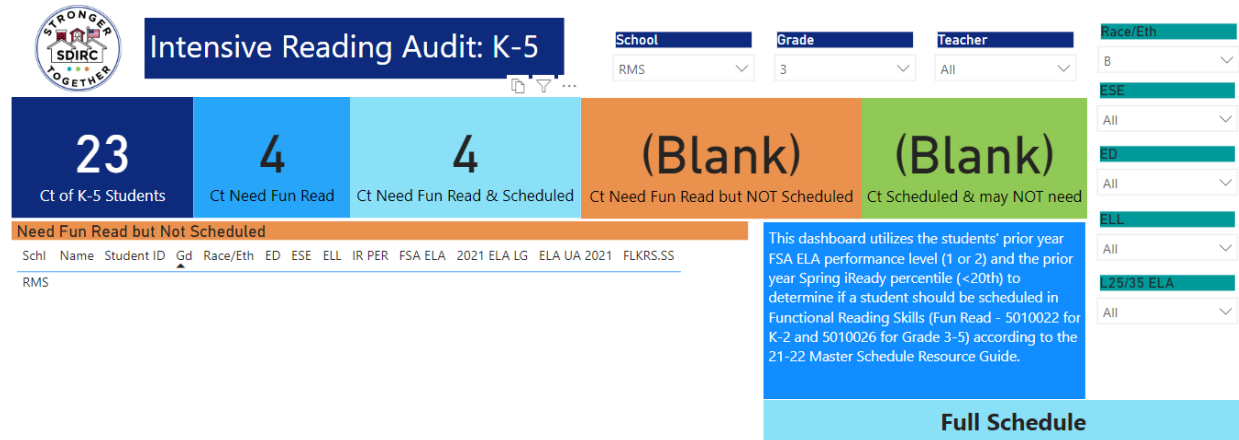 STRONGER
SDIRC
TOGETHER
Intensive Reading Audit: K-5
School
RMS
Grade
3
Teacher
All
Race/Eth
B
ESE
All
ED
All
ELL
All
L25/35 ELA
All
23
Ct of K-5 Students
4
Ct Need Fun Read
4
Ct Need Fun Read & Scheduled
(Blank)
Ct Need Fun Read but NOT Scheduled
(Blank)
Ct Scheduled & may NOT need
Need Fun Read but Not Scheduled
Schl Name Student ID Gd Race/Eth ED ESE ELL IR PER FSA ELA 2021 ELA LG ELA UA 2021 FLKRS.SS
RMS
This dashboard utilizes the students' prior year
FSA ELA performance level (1 or 2) and the prior
year Spring iReady percentile (<20th) to
determine if a student should be scheduled in
Functional Reading Skills (Fun Read - 5010022 for
K-2 and 5010026 for Grade 3-5) according to the
21-22 Master Schedule Resource Guide.
Full Schedule